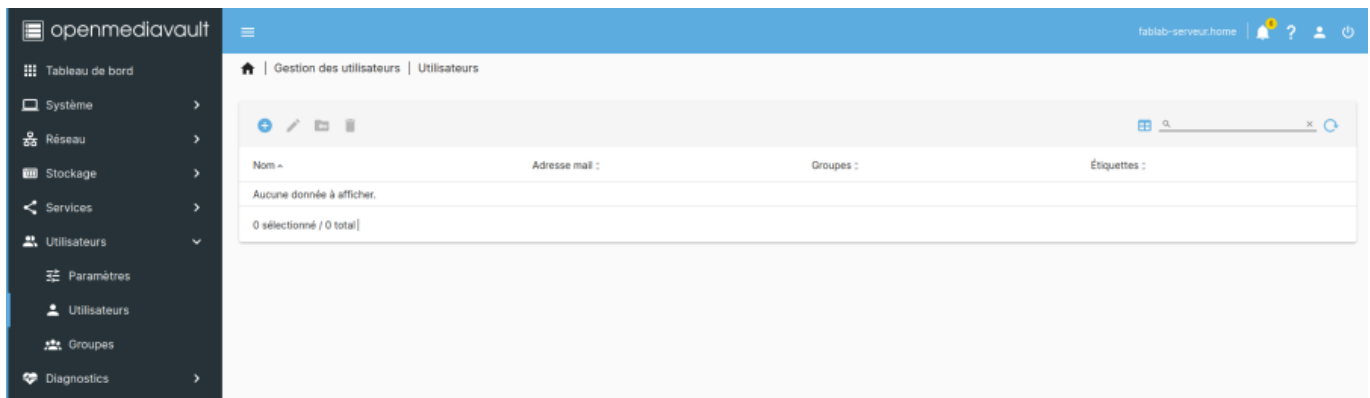 openmediavault
fablab-serveur.home
Tableau de bord
Système
Réseau
Stockage
Services
Utilisateurs
Paramètres
Utilisateurs
Groupes
Diagnostics
Gestion des utilisateurs | Utilisateurs
Nom Adresse mail Groupes Étiquettes
Aucune donnée à afficher.
0 sélectionné / 0 total